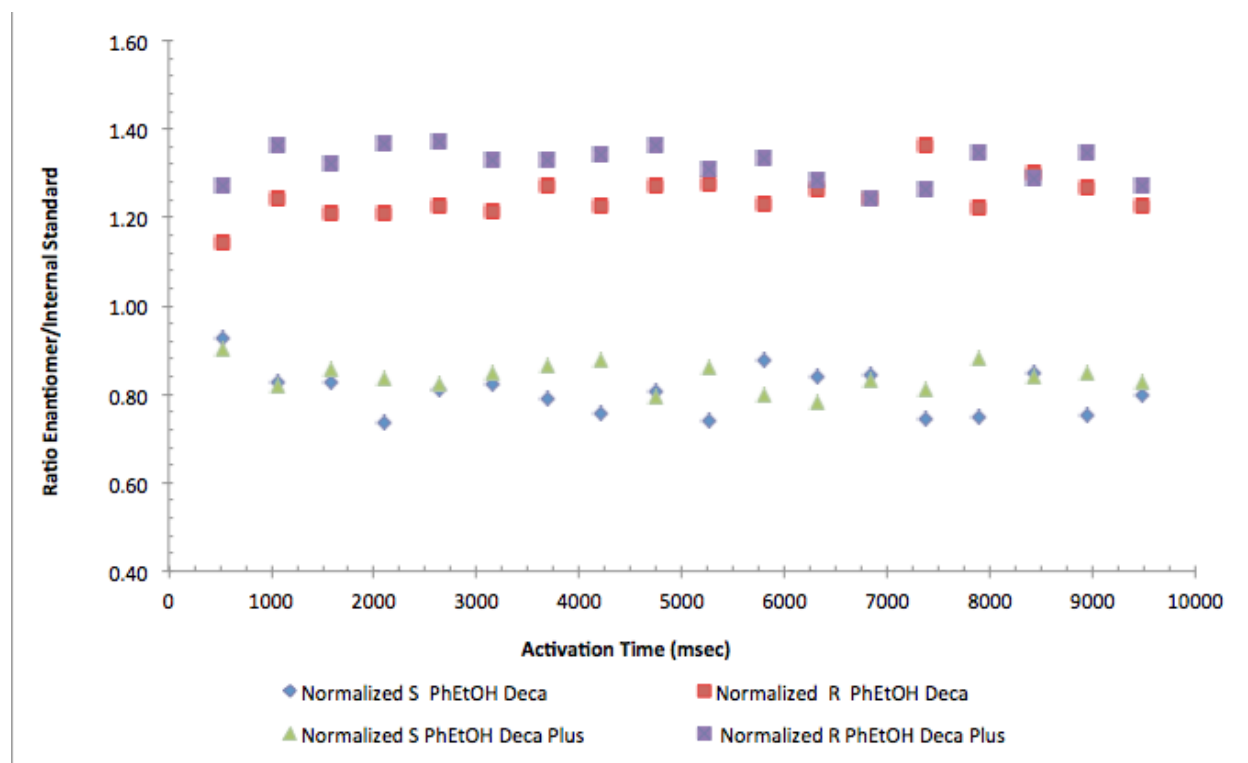 1.60
1.40
1.20
1.00
0.80
0.60
0.40
Ratio Enantiomer/Internal Standard
0 1000 2000 3000 4000 5000 6000 7000 8000 9000 10000
Activation Time (msec)
Normalized S PhEtOH Deca Normalized R PhEtOH Deca
Normalized S PhEtOH Deca Plus Normalized R PhEtOH Deca Plus